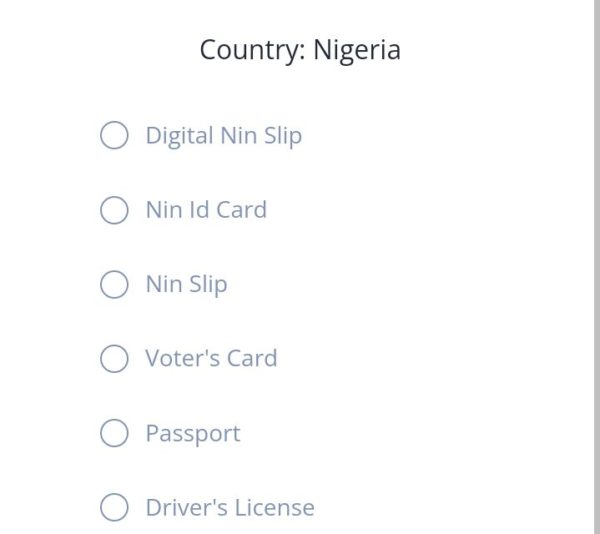 Country: Nigeria
Digital Nin Slip
Nin Id Card
Nin Slip
Voter's Card
Passport
Driver's License